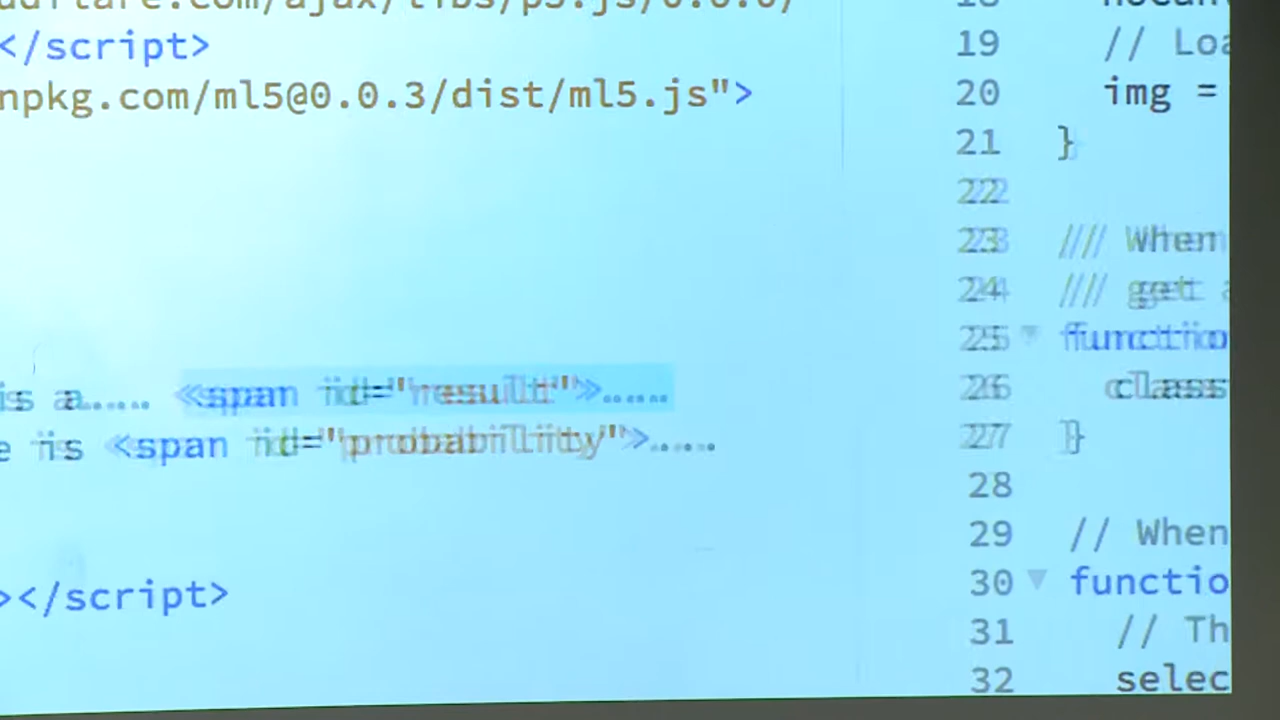 </script>
npkg.com/ml5@0.0.3/dist/ml5.js">
is a...... <span id="result">......
is <span id="probability">......
></script>
19 // Loa
20 img =
21 }
22
23 // When
24 // get a
25 functio
26 class
27 }
28
29 // When
30 functio
31 // Th
32 selec